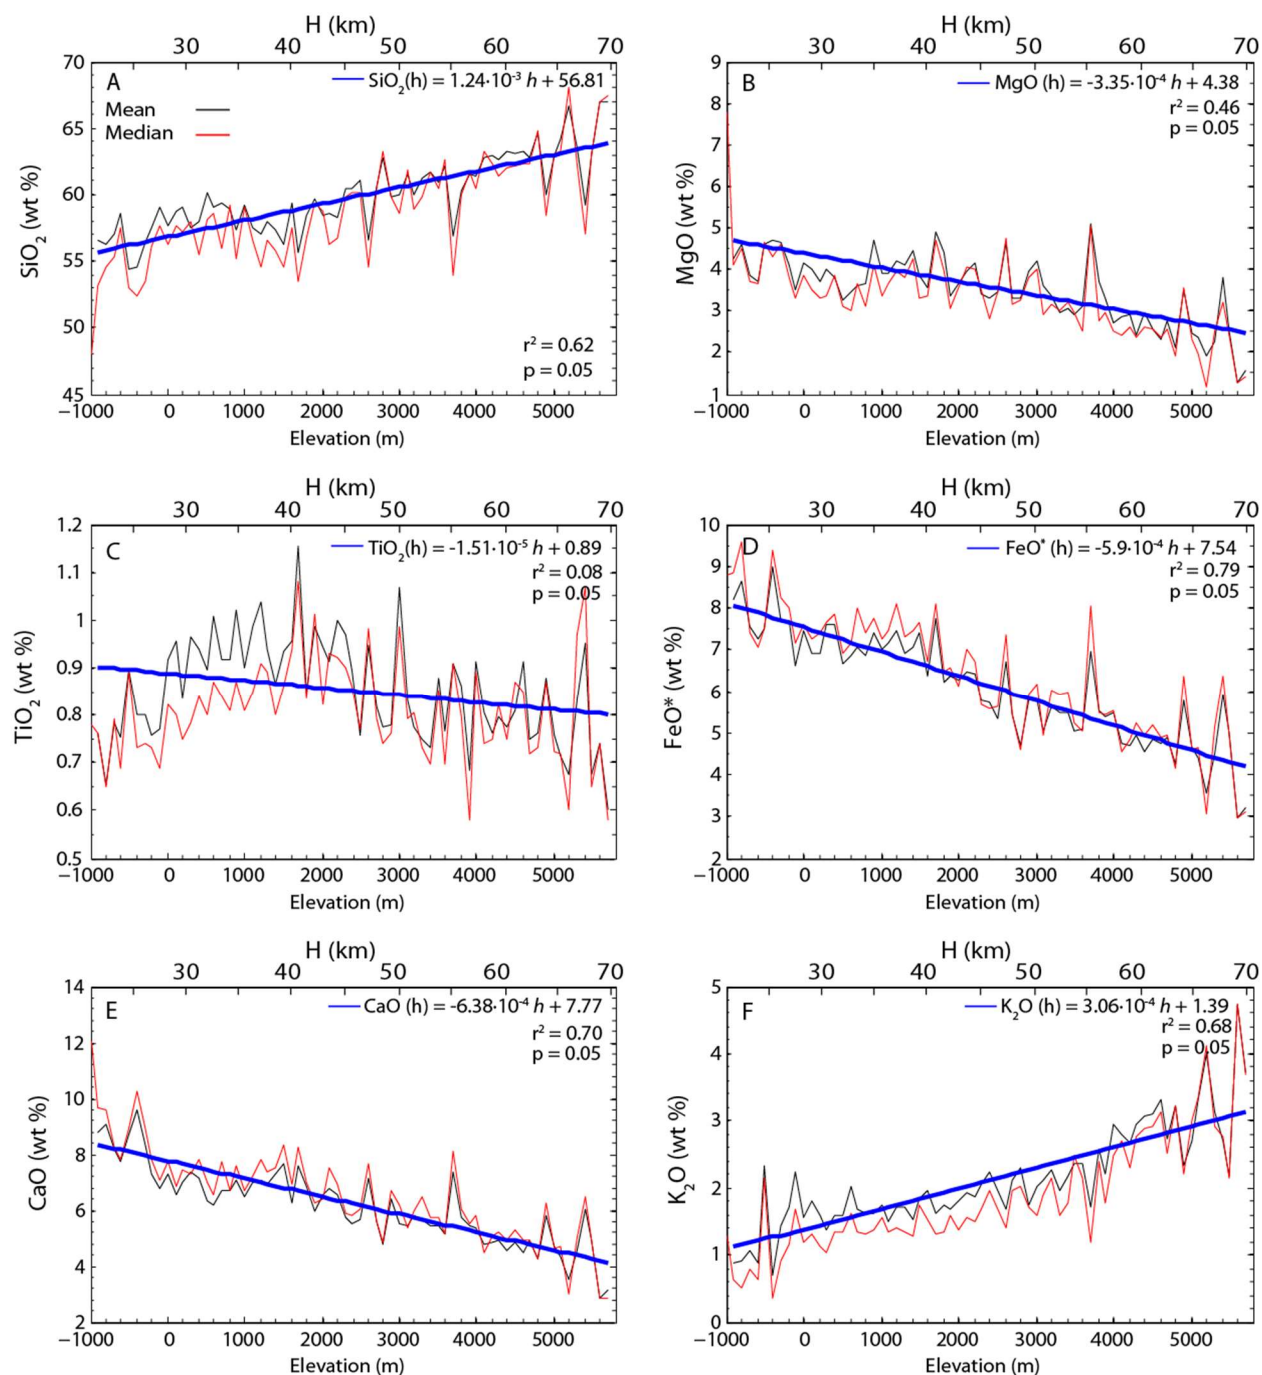 H (km)
30 40 50 60 70
70
65
60
55
50
45
SiO2 (wt %)
A
SiO2(h) = 1.24·10-3 h + 56.81
Mean
Median
r2 = 0.62
p = 0.05
−1000 0 1000 2000 3000 4000 5000
Elevation (m)
H (km)
30 40 50 60 70
9
8
7
6
5
4
3
2
1
MgO (wt %)
B
MgO (h) = -3.35·10-4 h + 4.38
r2 = 0.46
p = 0.05
−1000 0 1000 2000 3000 4000 5000
Elevation (m)
H (km)
30 40 50 60 70
1.2
1.1
1
0.9
0.8
0.7
0.6
0.5
TiO2 (wt %)
C
TiO2(h) = -1.51·10-5 h + 0.89
r2 = 0.08
p = 0.05
−1000 0 1000 2000 3000 4000 5000
Elevation (m)
H (km)
30 40 50 60 70
10
9
8
7
6
5
4
3
2
FeO* (wt %)
D
FeO* (h) = -5.9·10-4 h + 7.54
r2 = 0.79
p = 0.05
−1000 0 1000 2000 3000 4000 5000
Elevation (m)
H (km)
30 40 50 60 70
14
12
10
8
6
4
2
CaO (wt %)
E
CaO (h) = -6.38·10-4 h + 7.77
r2 = 0.70
p = 0.05
−1000 0 1000 2000 3000 4000 5000
Elevation (m)
H (km)
30 40 50 60 70
5
4
3
2
1
0
K2O (wt %)
F
K2O (h) = 3.06·10-4 h + 1.39
r2 = 0.68
p = 0.05
−1000 0 1000 2000 3000 4000 5000
Elevation (m)